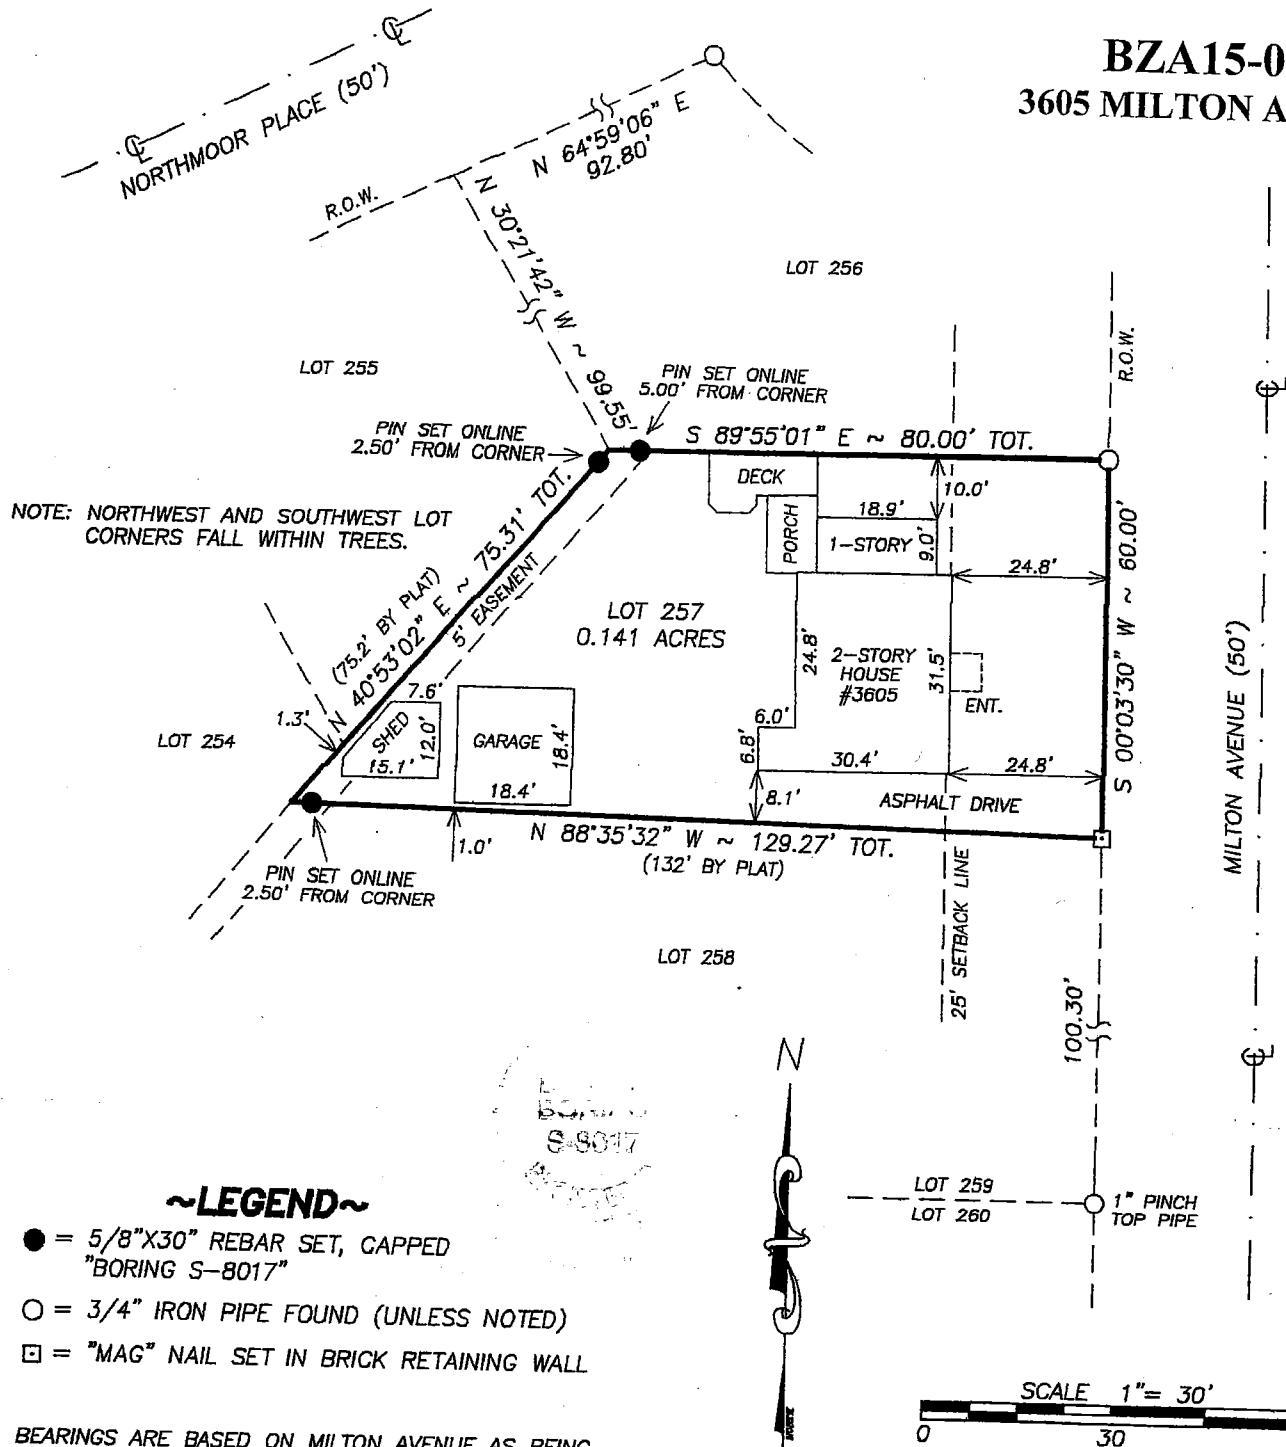 BZA15-0
3605 MILTON A
NORTHMOOR PLACE (50')
R.O.W.
N 64°59'06" E
92.80'
N 30°21'42" W ~ 99.55'
LOT 256
R.O.W.
LOT 255
PIN SET ONLINE
5.00' FROM CORNER
PIN SET ONLINE
2.50' FROM CORNER
S 89°55'01" E ~ 80.00' TOT.
NOTE: NORTHWEST AND SOUTHWEST LOT
CORNERS FALL WITHIN TREES.
DECK
10.0'
18.9'
PORCH
1-STORY
9.0'
24.8'
S 00°03'30" W ~ 60.00'
(75.2' BY PLAT)
N 40°53'02" E ~ 75.31' TOT.
5' EASEMENT
LOT 257
0.141 ACRES
24.8'
2-STORY
HOUSE
#3605
31.5'
ENT.
MILTON AVENUE (50')
LOT 254
1.3'
7.6'
SHED
12.0'
15.1'
GARAGE
18.4'
18.4'
6.0'
6.8'
30.4'
24.8'
8.1'
ASPHALT DRIVE
N 88°35'32" W ~ 129.27' TOT.
(132' BY PLAT)
1.0'
PIN SET ONLINE
2.50' FROM CORNER
25' SETBACK LINE
LOT 258
100.30'
N
S-8017
LOT 259
LOT 260
1" PINCH
TOP PIPE
~LEGEND~
= 5/8"X30" REBAR SET, CAPPED
"BORING S-8017"
= 3/4" IRON PIPE FOUND (UNLESS NOTED)
= "MAG" NAIL SET IN BRICK RETAINING WALL
SCALE 1"= 30'
0 30
BEARINGS ARE BASED ON MILTON AVENUE AS BEING